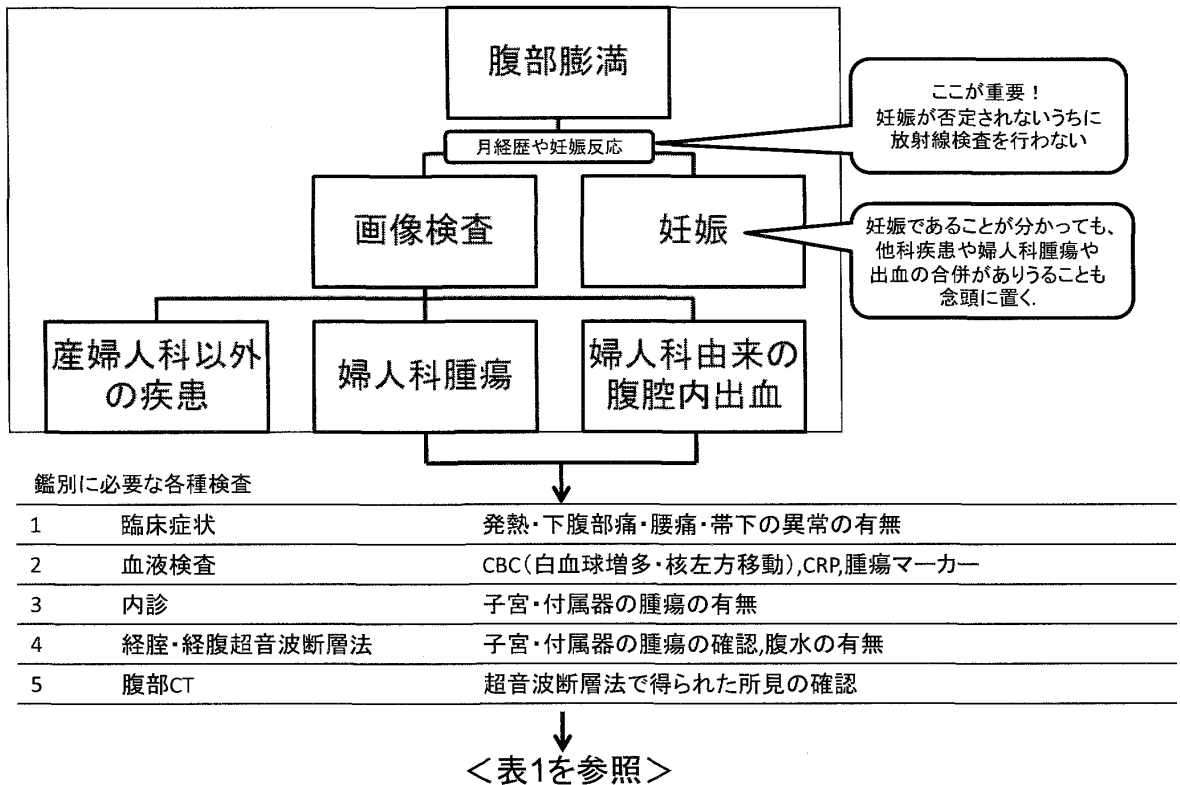 腹部膨満
ここが重要！
妊娠が否定されないうちに
放射線検査を行わない
月経歴や妊娠反応
画像検査
妊娠
妊娠であることが分かっても、
他科疾患や婦人科腫瘍や
出血の合併がありうることも
念頭に置く.
産婦人科以外
の疾患
婦人科腫瘍
婦人科由来の
腹腔内出血
鑑別に必要な各種検査
1 臨床症状 発熱・下腹部痛・腰痛・帯下の異常の有無
2 血液検査 CBC(白血球増多・核左方移動),CRP,腫瘍マーカー
3 内診 子宮・付属器の腫瘍の有無
4 経腟・経腹超音波断層法 子宮・付属器の腫瘍の確認,腹水の有無
5 腹部CT 超音波断層法で得られた所見の確認
＜表1を参照＞